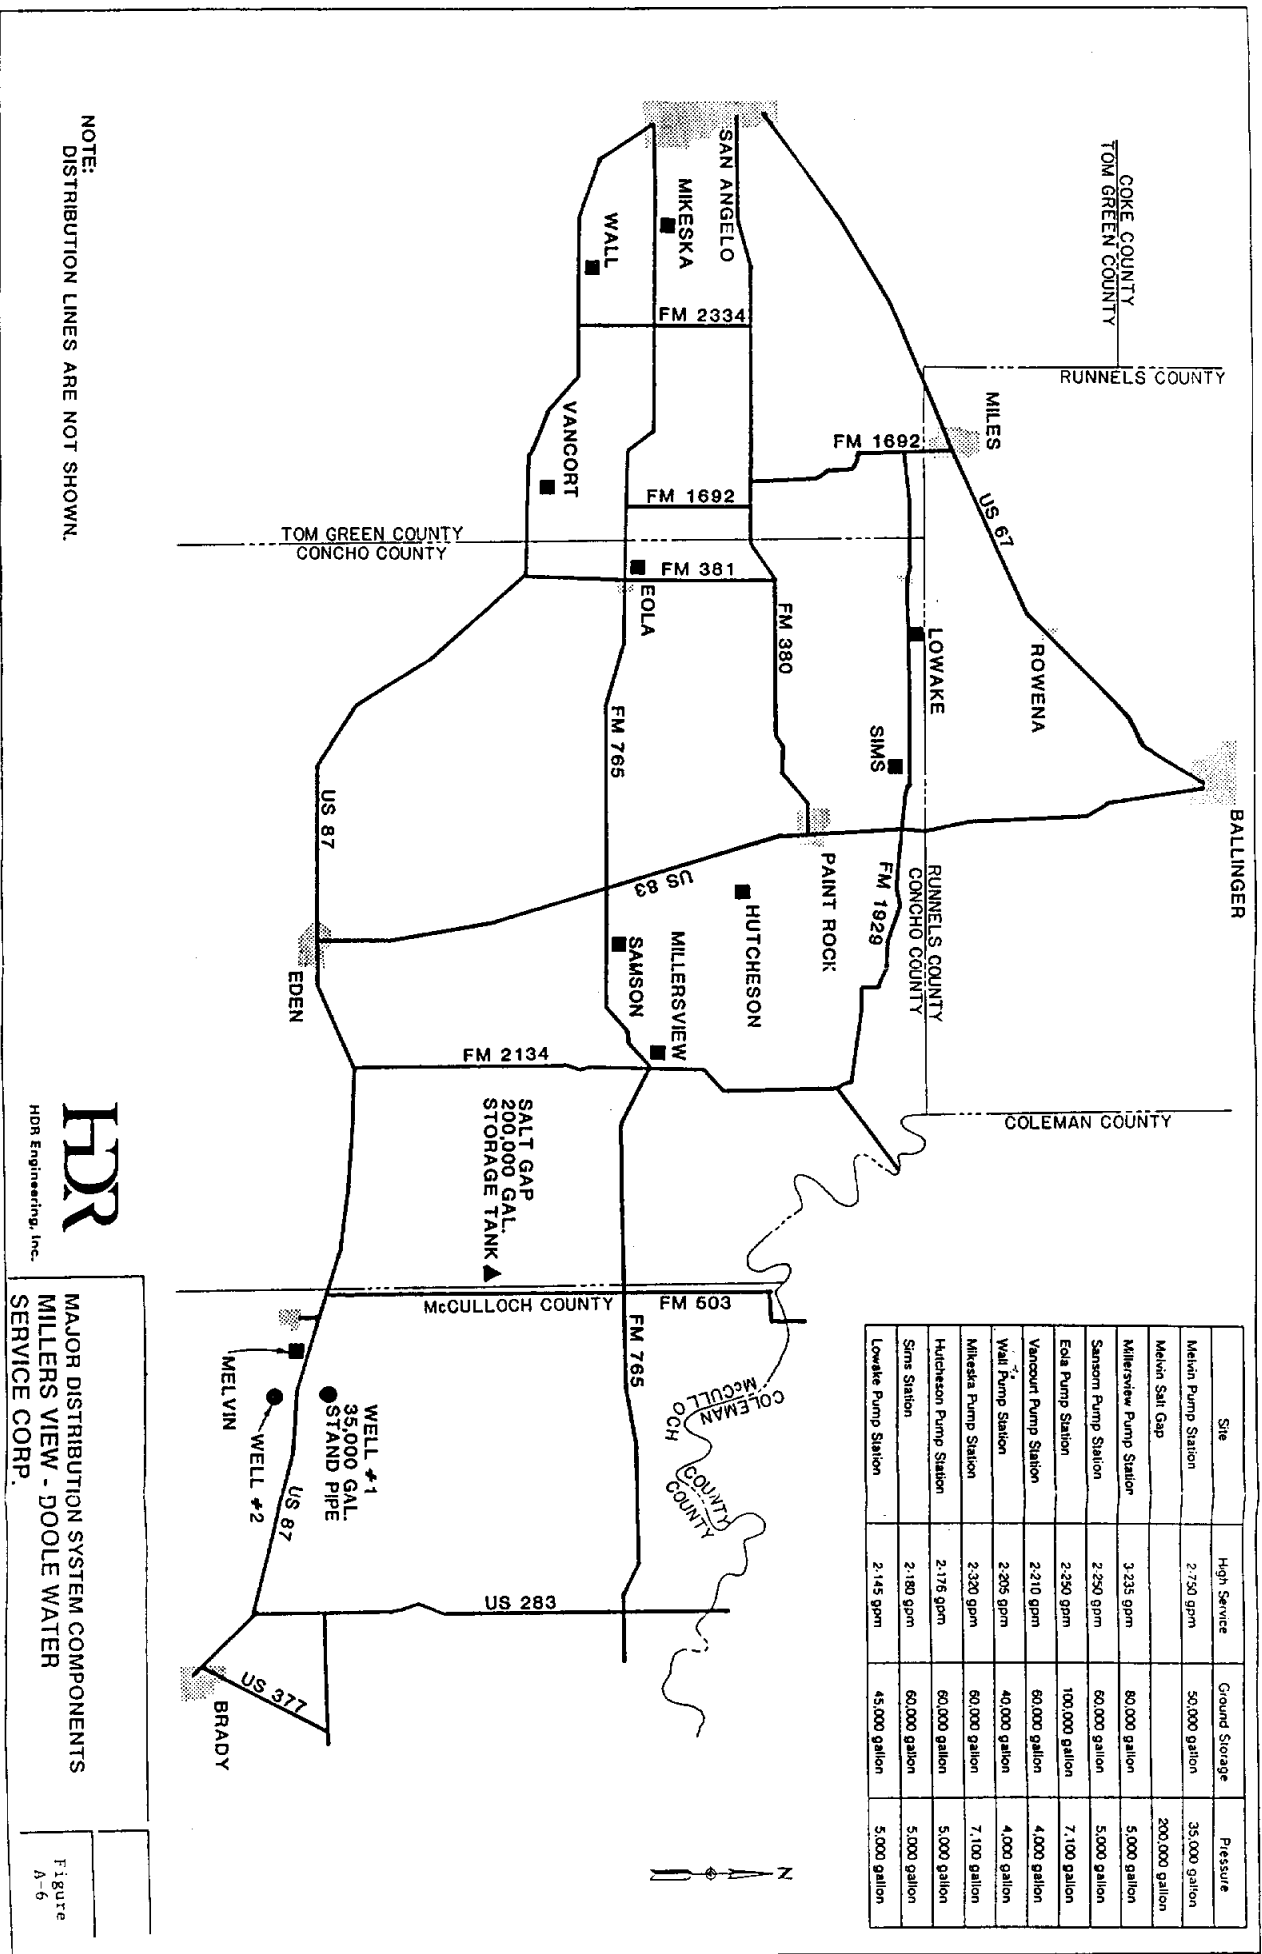 COKE COUNTY
TOM GREEN COUNTY
RUNNELS COUNTY
BALLINGER
MILES
US 67
ROWENA
SAN ANGELO
MIKESKA
WALL
FM 2334
FM 1692
FM 1692
VANCORT
TOM GREEN COUNTY
CONCHO COUNTY
FM 381
EOLA
FM 380
LOWAKE
SIMS
FM 765
US 87
PAINT ROCK
FM 1929
RUNNELS COUNTY
CONCHO COUNTY
US 83
HUTCHESON
SAMSON
MILLERSVIEW
EDEN
FM 2134
COLEMAN COUNTY
SALT GAP
200,000 GAL.
STORAGE TANK
McCULLOCH COUNTY
FM 503
FM 765
COLEMAN COUNTY
McCULLOCH COUNTY
MELVIN
WELL #1
35,000 GAL.
STAND PIPE
WELL #2
US 87
US 283
US 377
BRADY
N
Site High Service Ground Storage Pressure
Melvin Pump Station 2-750 gpm 50,000 gallon 35,000 gallon
Melvin Salt Gap 200,000 gallon
Millersview Pump Station 3-235 gpm 80,000 gallon 5,000 gallon
Sansom Pump Station 2-250 gpm 60,000 gallon 5,000 gallon
Eola Pump Station 2-250 gpm 100,000 gallon 7,100 gallon
Vancourt Pump Station 2-210 gpm 60,000 gallon 4,000 gallon
Wall Pump Station 2-205 gpm 40,000 gallon 4,000 gallon
Mikeska Pump Station 2-320 gpm 60,000 gallon 7,100 gallon
Hutcheson Pump Station 2-176 gpm 60,000 gallon 5,000 gallon
Sims Station 2-180 gpm 60,000 gallon 5,000 gallon
Lowake Pump Station 2-145 gpm 45,000 gallon 5,000 gallon
NOTE:
DISTRIBUTION LINES ARE NOT SHOWN.
HDR
HDR Engineering, Inc.
MAJOR DISTRIBUTION SYSTEM COMPONENTS
MILLERS VIEW - DOOLE WATER
SERVICE CORP.
Figure
A-6